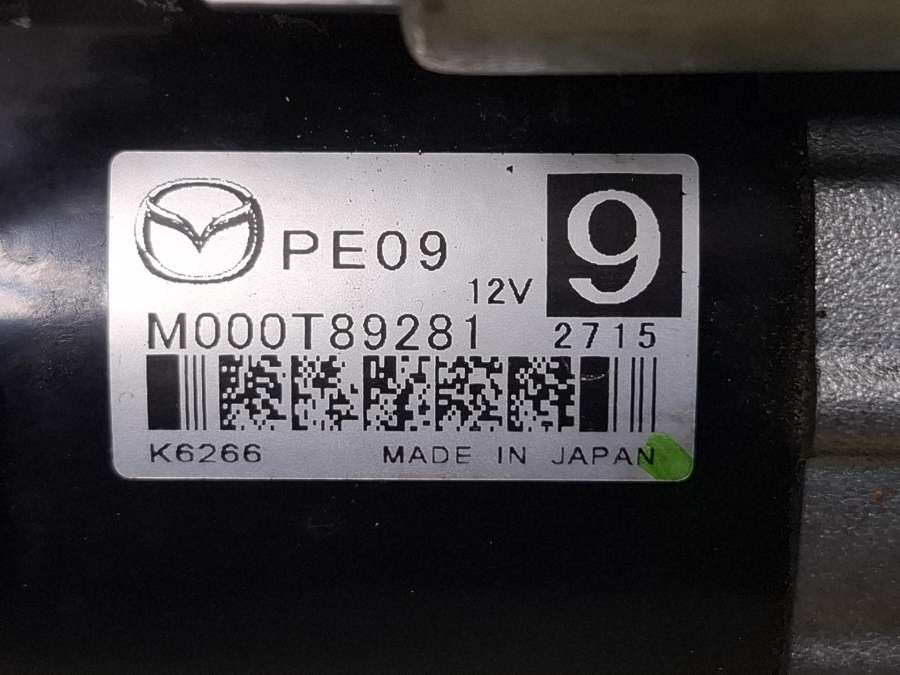 PE09
9
12V
M000T89281
2715
K6266
MADE IN JAPAN